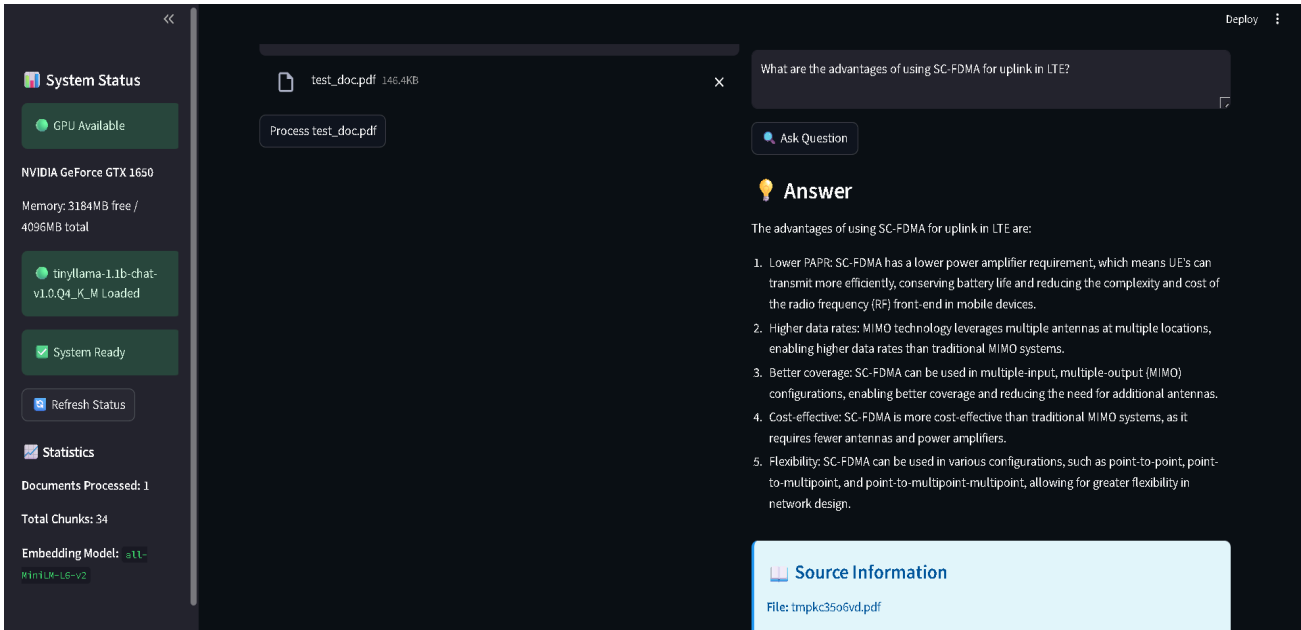 Deploy
System Status
GPU Available
NVIDIA GeForce GTX 1650
Memory: 3184MB free /
4096MB total
tinyllama-1.1b-chat-
v1.0.Q4_K_M Loaded
System Ready
Refresh Status
Statistics
Documents Processed: 1
Total Chunks: 34
Embedding Model: all-
MiniLM-L6-v2
test_doc.pdf 146.4KB
Process test_doc.pdf
What are the advantages of using SC-FDMA for uplink in LTE?
Ask Question
Answer
The advantages of using SC-FDMA for uplink in LTE are:
1. Lower PAPR: SC-FDMA has a lower power amplifier requirement, which means UE's can
transmit more efficiently, conserving battery life and reducing the complexity and cost of
the radio frequency (RF) front-end in mobile devices.
2. Higher data rates: MIMO technology leverages multiple antennas at multiple locations,
enabling higher data rates than traditional MIMO systems.
3. Better coverage: SC-FDMA can be used in multiple-input, multiple-output (MIMO)
configurations, enabling better coverage and reducing the need for additional antennas.
4. Cost-effective: SC-FDMA is more cost-effective than traditional MIMO systems, as it
requires fewer antennas and power amplifiers.
5. Flexibility: SC-FDMA can be used in various configurations, such as point-to-point, point-
to-multipoint, and point-to-multipoint-multipoint, allowing for greater flexibility in
network design.
Source Information
File: tmpkc35o6vd.pdf